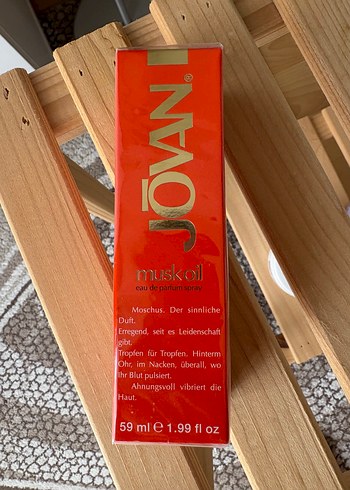 JŌVAN®
musk oil
eau de parfum spray
Moschus. Der sinnliche
Duft.
Erregend, seit es Leidenschaft
gibt.
Tropfen für Tropfen. Hinterm
Ohr, im Nacken, überall, wo
Ihr Blut pulsiert.
Ahnungsvoll vibriert die
Haut.
59 ml ℮ 1.99 fl oz